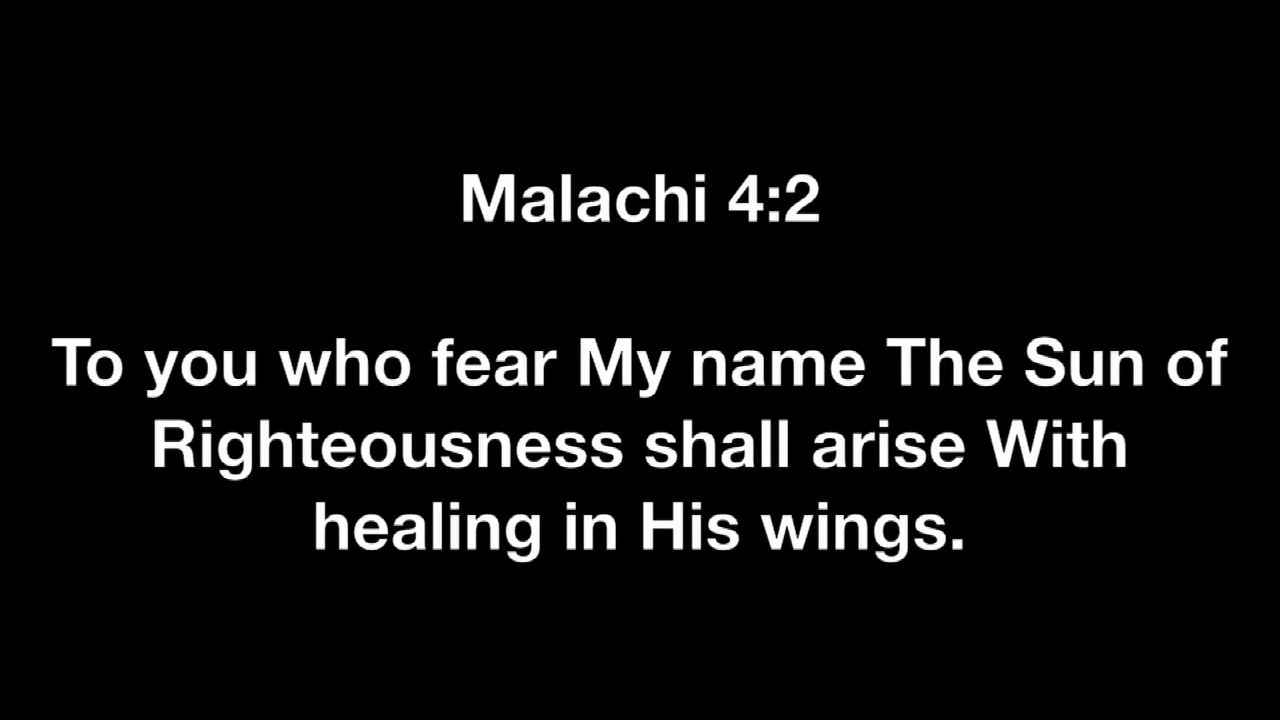 Malachi 4:2
To you who fear My name The Sun of
Righteousness shall arise With
healing in His wings.